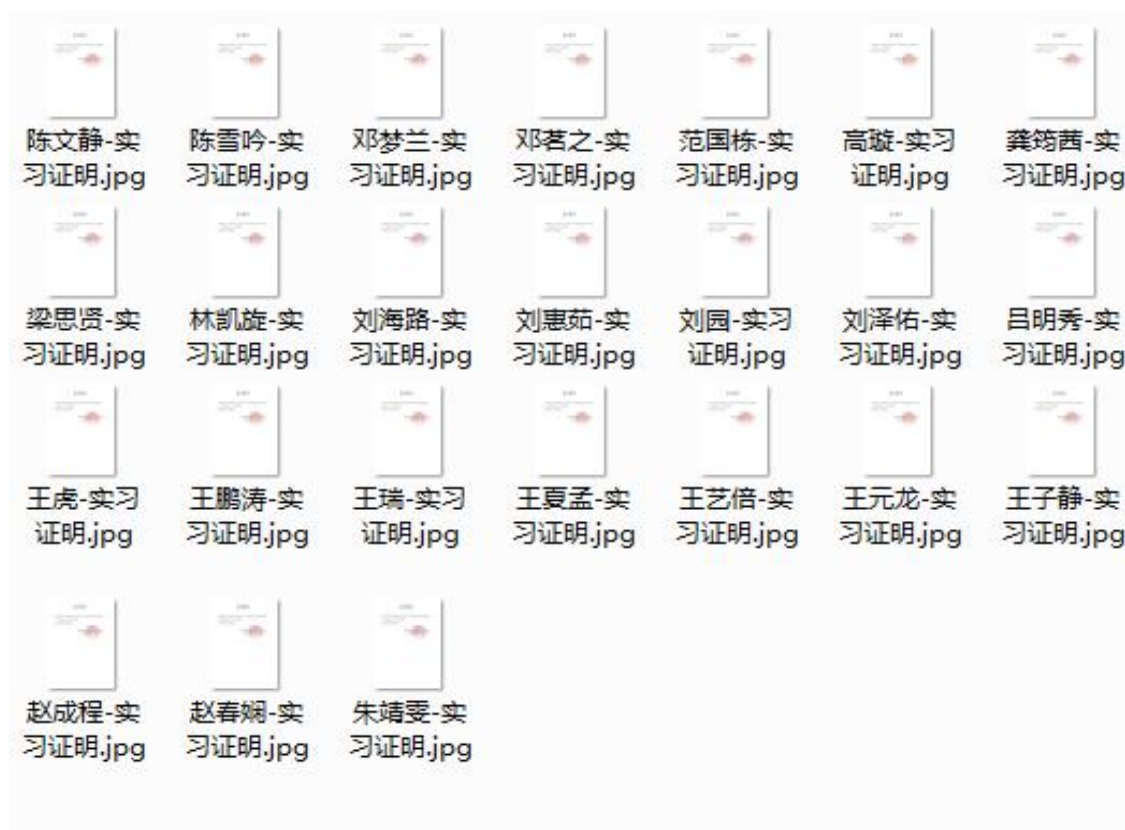 陈文静-实
习证明.jpg
陈雪吟-实
习证明.jpg
邓梦兰-实
习证明.jpg
邓茗之-实
习证明.jpg
范国栋-实
习证明.jpg
高璇-实习
证明.jpg
龚筠茜-实
习证明.jpg
梁思贤-实
习证明.jpg
林凯旋-实
习证明.jpg
刘海路-实
习证明.jpg
刘惠茹-实
习证明.jpg
刘园-实习
证明.jpg
刘泽佑-实
习证明.jpg
吕明秀-实
习证明.jpg
王虎-实习
证明.jpg
王鹏涛-实
习证明.jpg
王瑞-实习
证明.jpg
王夏孟-实
习证明.jpg
王艺倍-实
习证明.jpg
王元龙-实
习证明.jpg
王子静-实
习证明.jpg
赵成程-实
习证明.jpg
赵春娴-实
习证明.jpg
朱靖雯-实
习证明.jpg